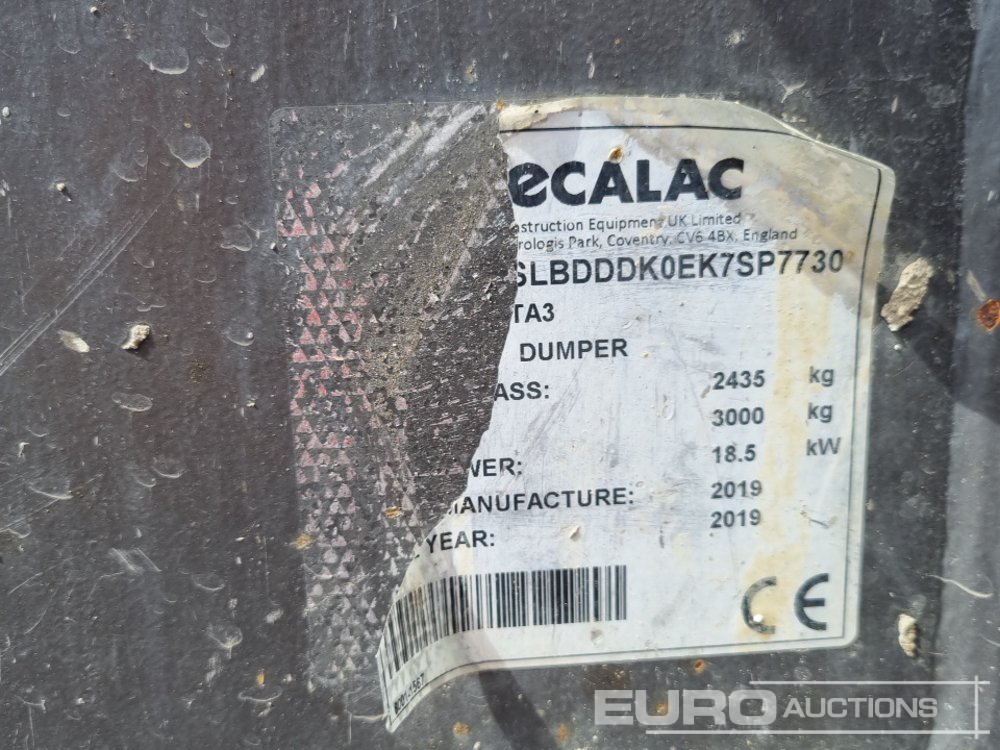 eCALAC
nstruction Equipment UK Limited
rologis Park, Coventry, CV6 4BX, England
SLBDDDK0EK7SP7730
TA3
DUMPER
ASS: 2435 kg
3000 kg
WER: 18.5 kW
MANUFACTURE: 2019
YEAR: 2019
CE
EURO AUCTIONS